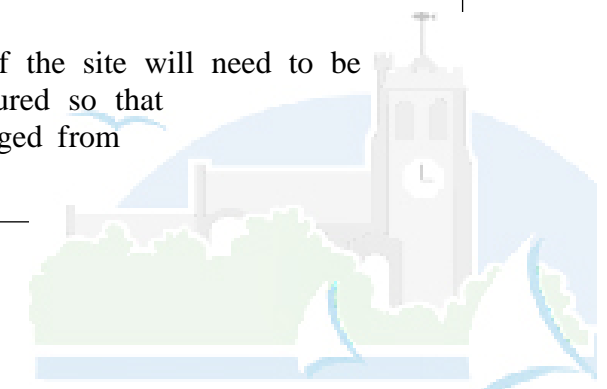 f the site will need to be
ured so that
ged from